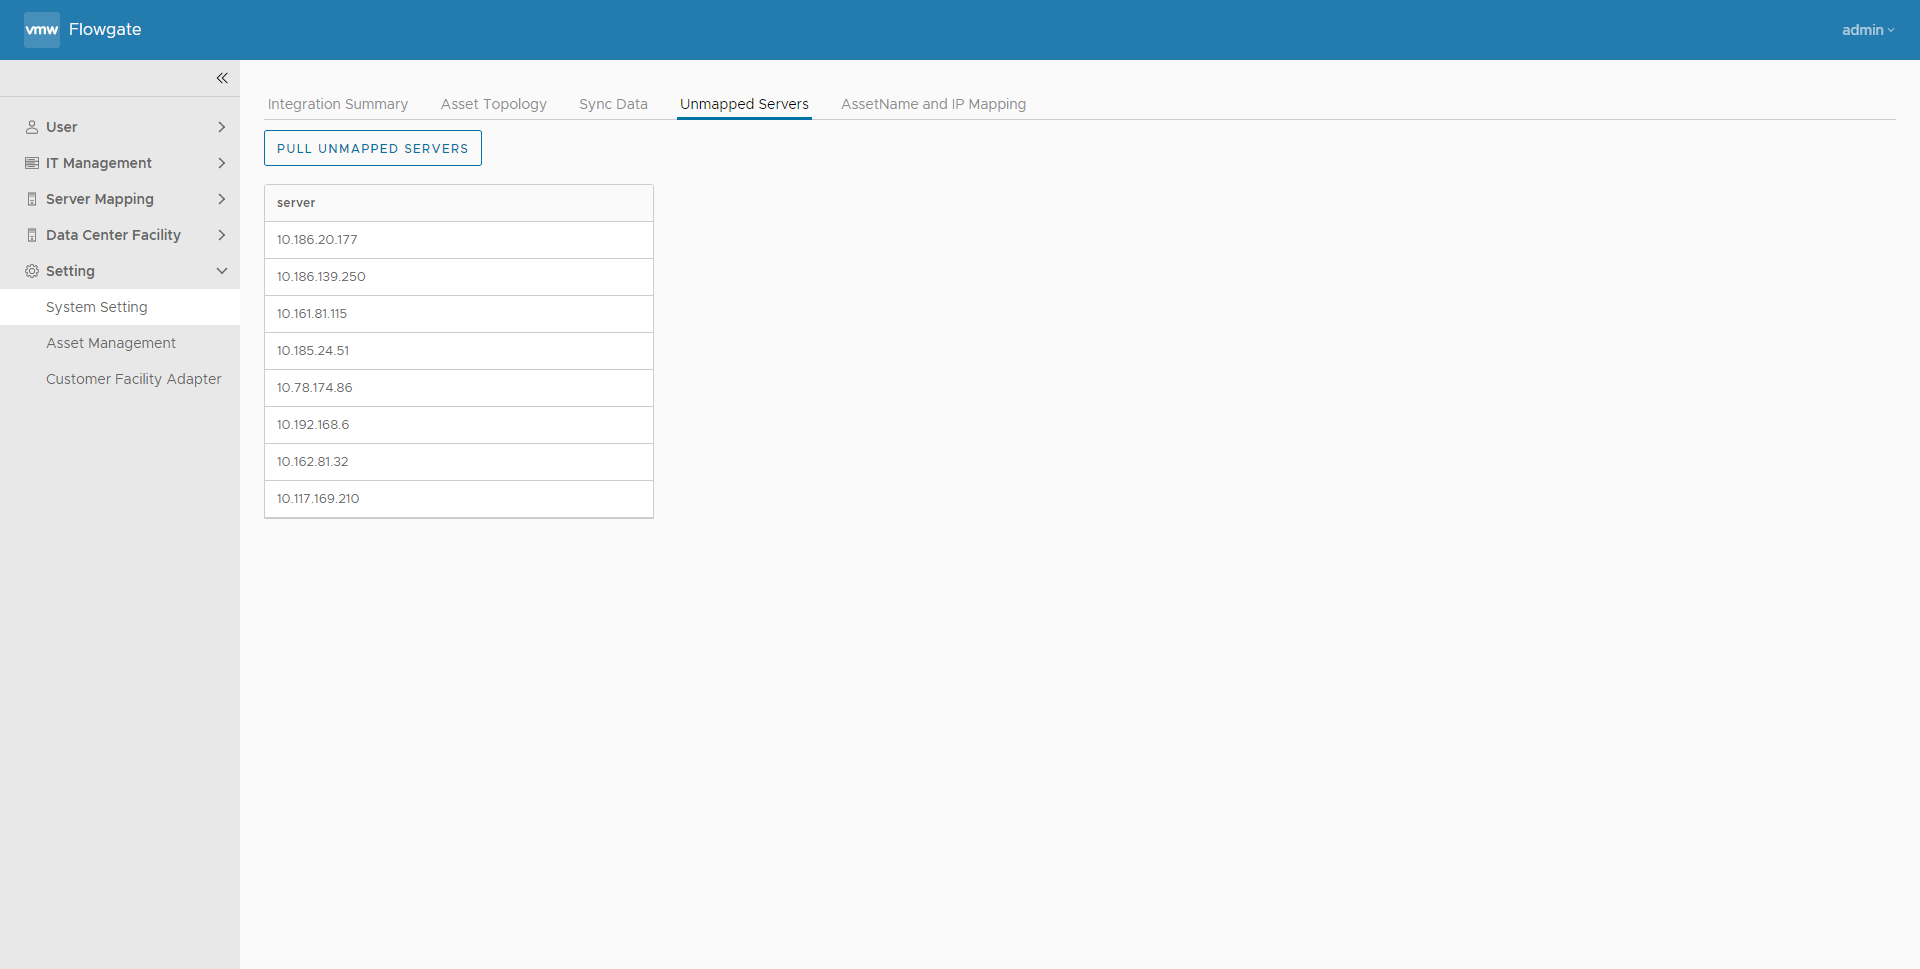 vmw Flowgate
admin
User
IT Management
Server Mapping
Data Center Facility
Setting
System Setting
Asset Management
Customer Facility Adapter
Integration Summary Asset Topology Sync Data Unmapped Servers AssetName and IP Mapping
PULL UNMAPPED SERVERS
server
10.186.20.177
10.186.139.250
10.161.81.115
10.185.24.51
10.78.174.86
10.192.168.6
10.162.81.32
10.117.169.210